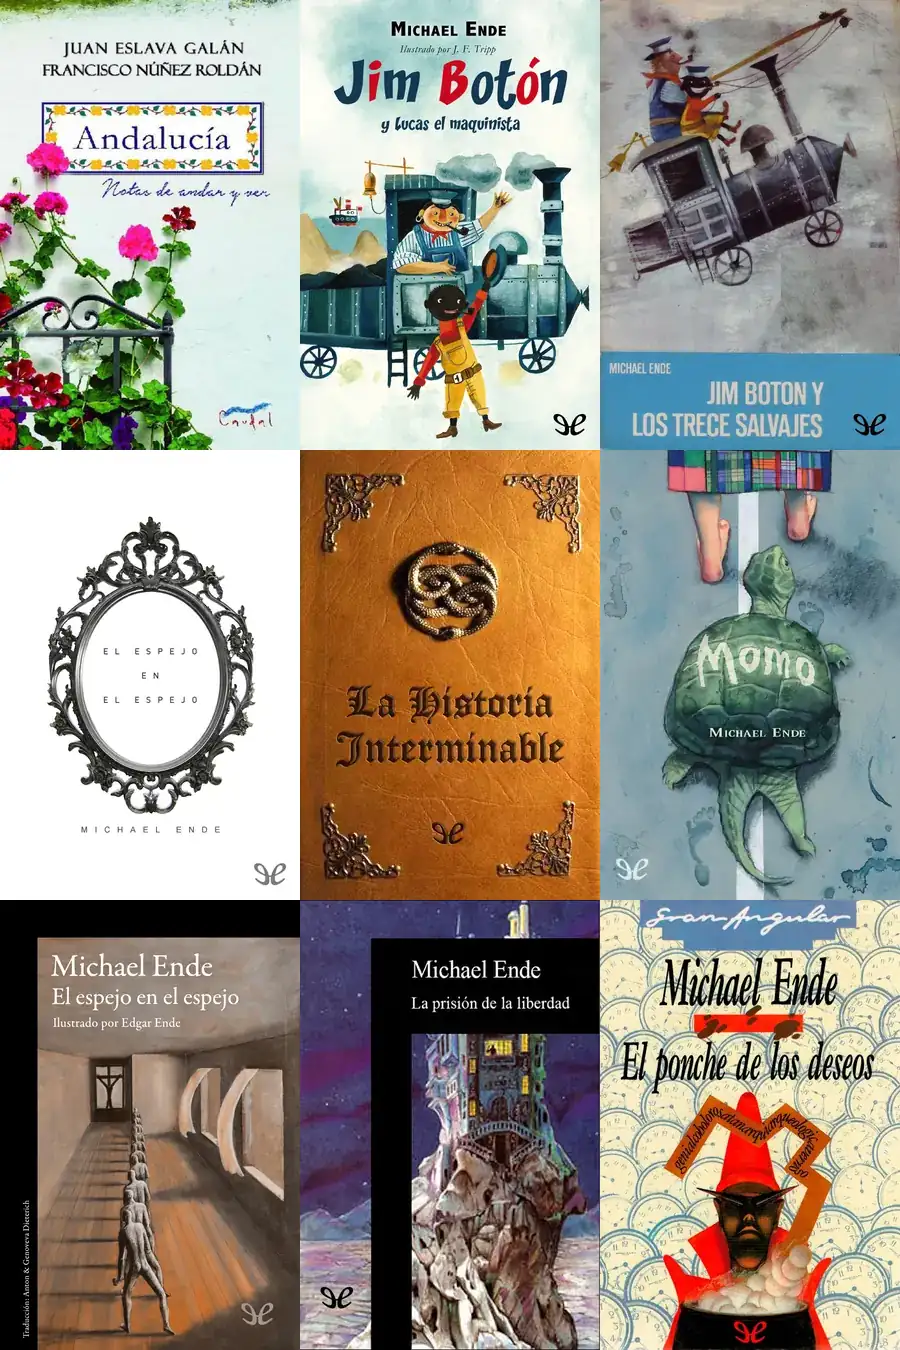 JUAN ESLAVA GALÁN
FRANCISCO NÚÑEZ ROLDÁN
Andalucía
Notas de andar y ver
Caudal
MICHAEL ENDE
Ilustrado por J. F. Tripp
Jim Botón
y Lucas el maquinista
1
MICHAEL ENDE
JIM BOTON Y
LOS TRECE SALVAJES
EL ESPEJO
EN
EL ESPEJO
MICHAEL ENDE
La Historia
Interminable
Momo
MICHAEL ENDE
Michael Ende
El espejo en el espejo
Ilustrado por Edgar Ende
Traducción: Anton & Genoveva Dieterich
Michael Ende
La prisión de la libertad
Gran Angular
Michael Ende
El ponche de los deseos